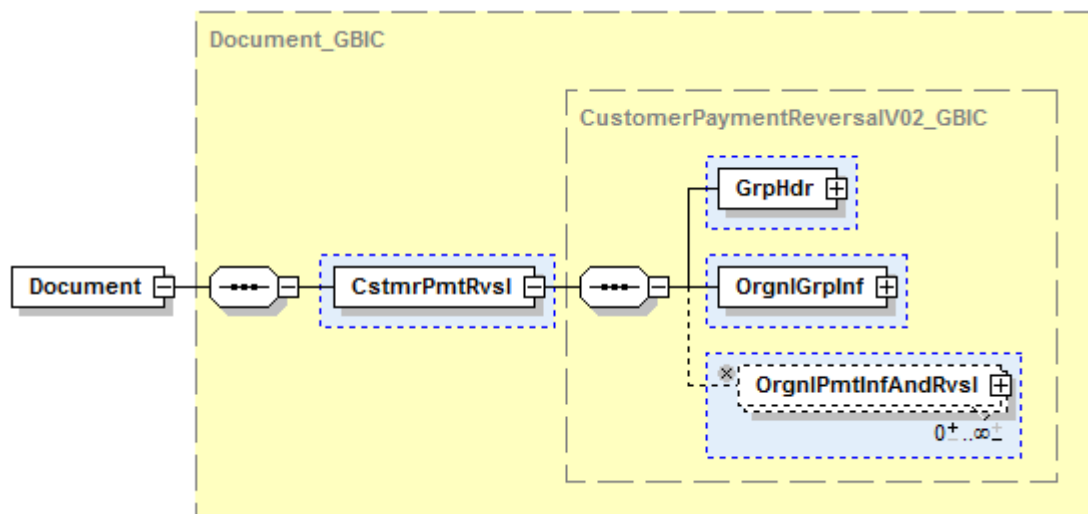 Document_GBIC
CustomerPaymentReversalV02_GBIC
GrpHdr
Document
CstmrPmtRvsl
OrgnlGrpInf
OrgnlPmtInfAndRvsl
0..∞